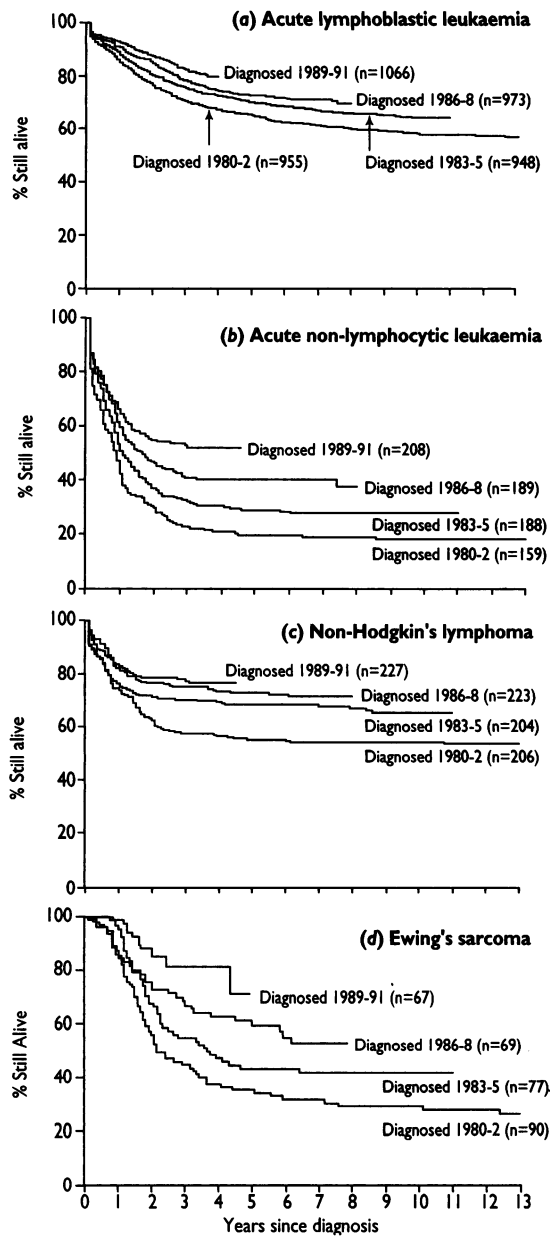 (a) Acute lymphoblastic leukaemia
100
80
60
40
20
0
% Still alive
Diagnosed 1989-91 (n=1066)
Diagnosed 1986-8 (n=973)
Diagnosed 1980-2 (n=955)
Diagnosed 1983-5 (n=948)
(b) Acute non-lymphocytic leukaemia
100
80
60
40
20
0
% Still alive
Diagnosed 1989-91 (n=208)
Diagnosed 1986-8 (n=189)
Diagnosed 1983-5 (n=188)
Diagnosed 1980-2 (n=159)
(c) Non-Hodgkin's lymphoma
100
80
60
40
20
0
% Still alive
Diagnosed 1989-91 (n=227)
Diagnosed 1986-8 (n=223)
Diagnosed 1983-5 (n=204)
Diagnosed 1980-2 (n=206)
(d) Ewing's sarcoma
100
80
60
40
20
0
% Still Alive
Diagnosed 1989-91 (n=67)
Diagnosed 1986-8 (n=69)
Diagnosed 1983-5 (n=77)
Diagnosed 1980-2 (n=90)
0 1 2 3 4 5 6 7 8 9 10 11 12 13
Years since diagnosis